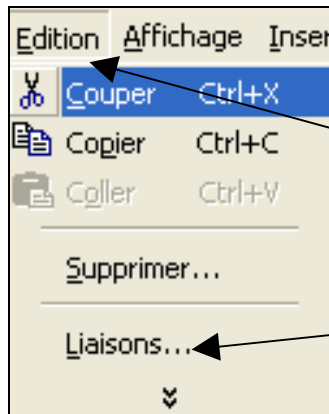 Edition Affichage Inser
Couper Ctrl+X
Copier Ctrl+C
Coller Ctrl+V
Supprimer...
Liaisons...